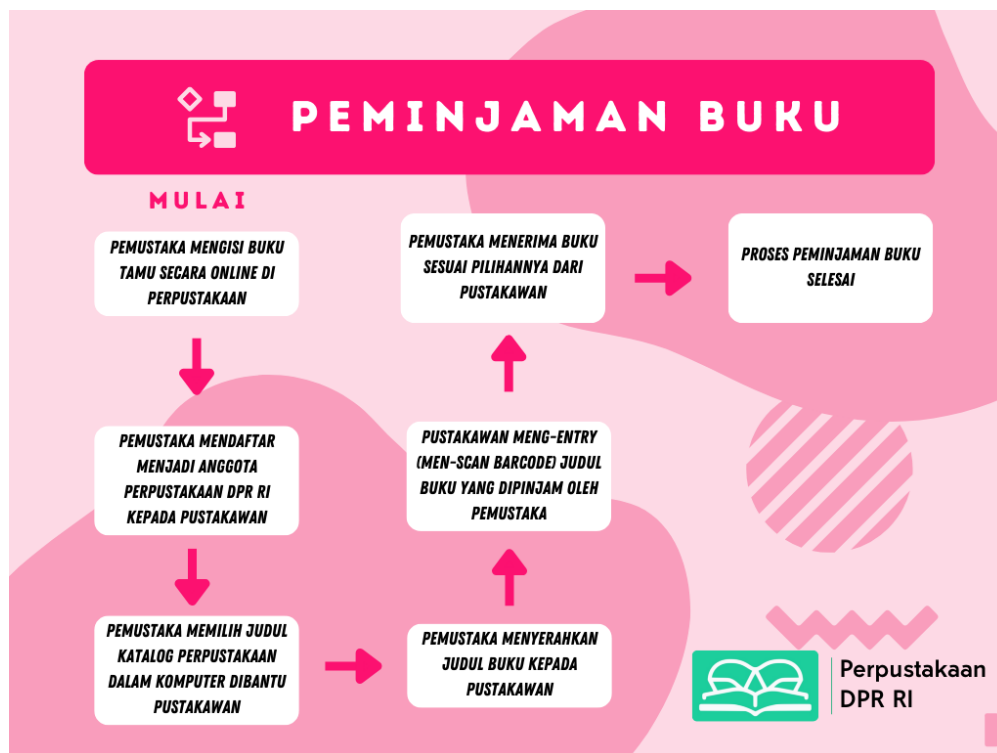 PEMINJAMAN BUKU
MULAI
PEMUSTAKA MENGISI BUKU
TAMU SECARA ONLINE DI
PERPUSTAKAAN
PEMUSTAKA MENDAFTAR
MENJADI ANGGOTA
PERPUSTAKAAN DPR RI
KEPADA PUSTAKAWAN
PEMUSTAKA MEMILIH JUDUL
KATALOG PERPUSTAKAAN
DALAM KOMPUTER DIBANTU
PUSTAKAWAN
PEMUSTAKA MENYERAHKAN
JUDUL BUKU KEPADA
PUSTAKAWAN
PUSTAKAWAN MENG-ENTRY
(MEN-SCAN BARCODE) JUDUL
BUKU YANG DIPINJAM OLEH
PEMUSTAKA
PEMUSTAKA MENERIMA BUKU
SESUAI PILIHANNYA DARI
PUSTAKAWAN
PROSES PEMINJAMAN BUKU
SELESAI
Perpustakaan
DPR RI